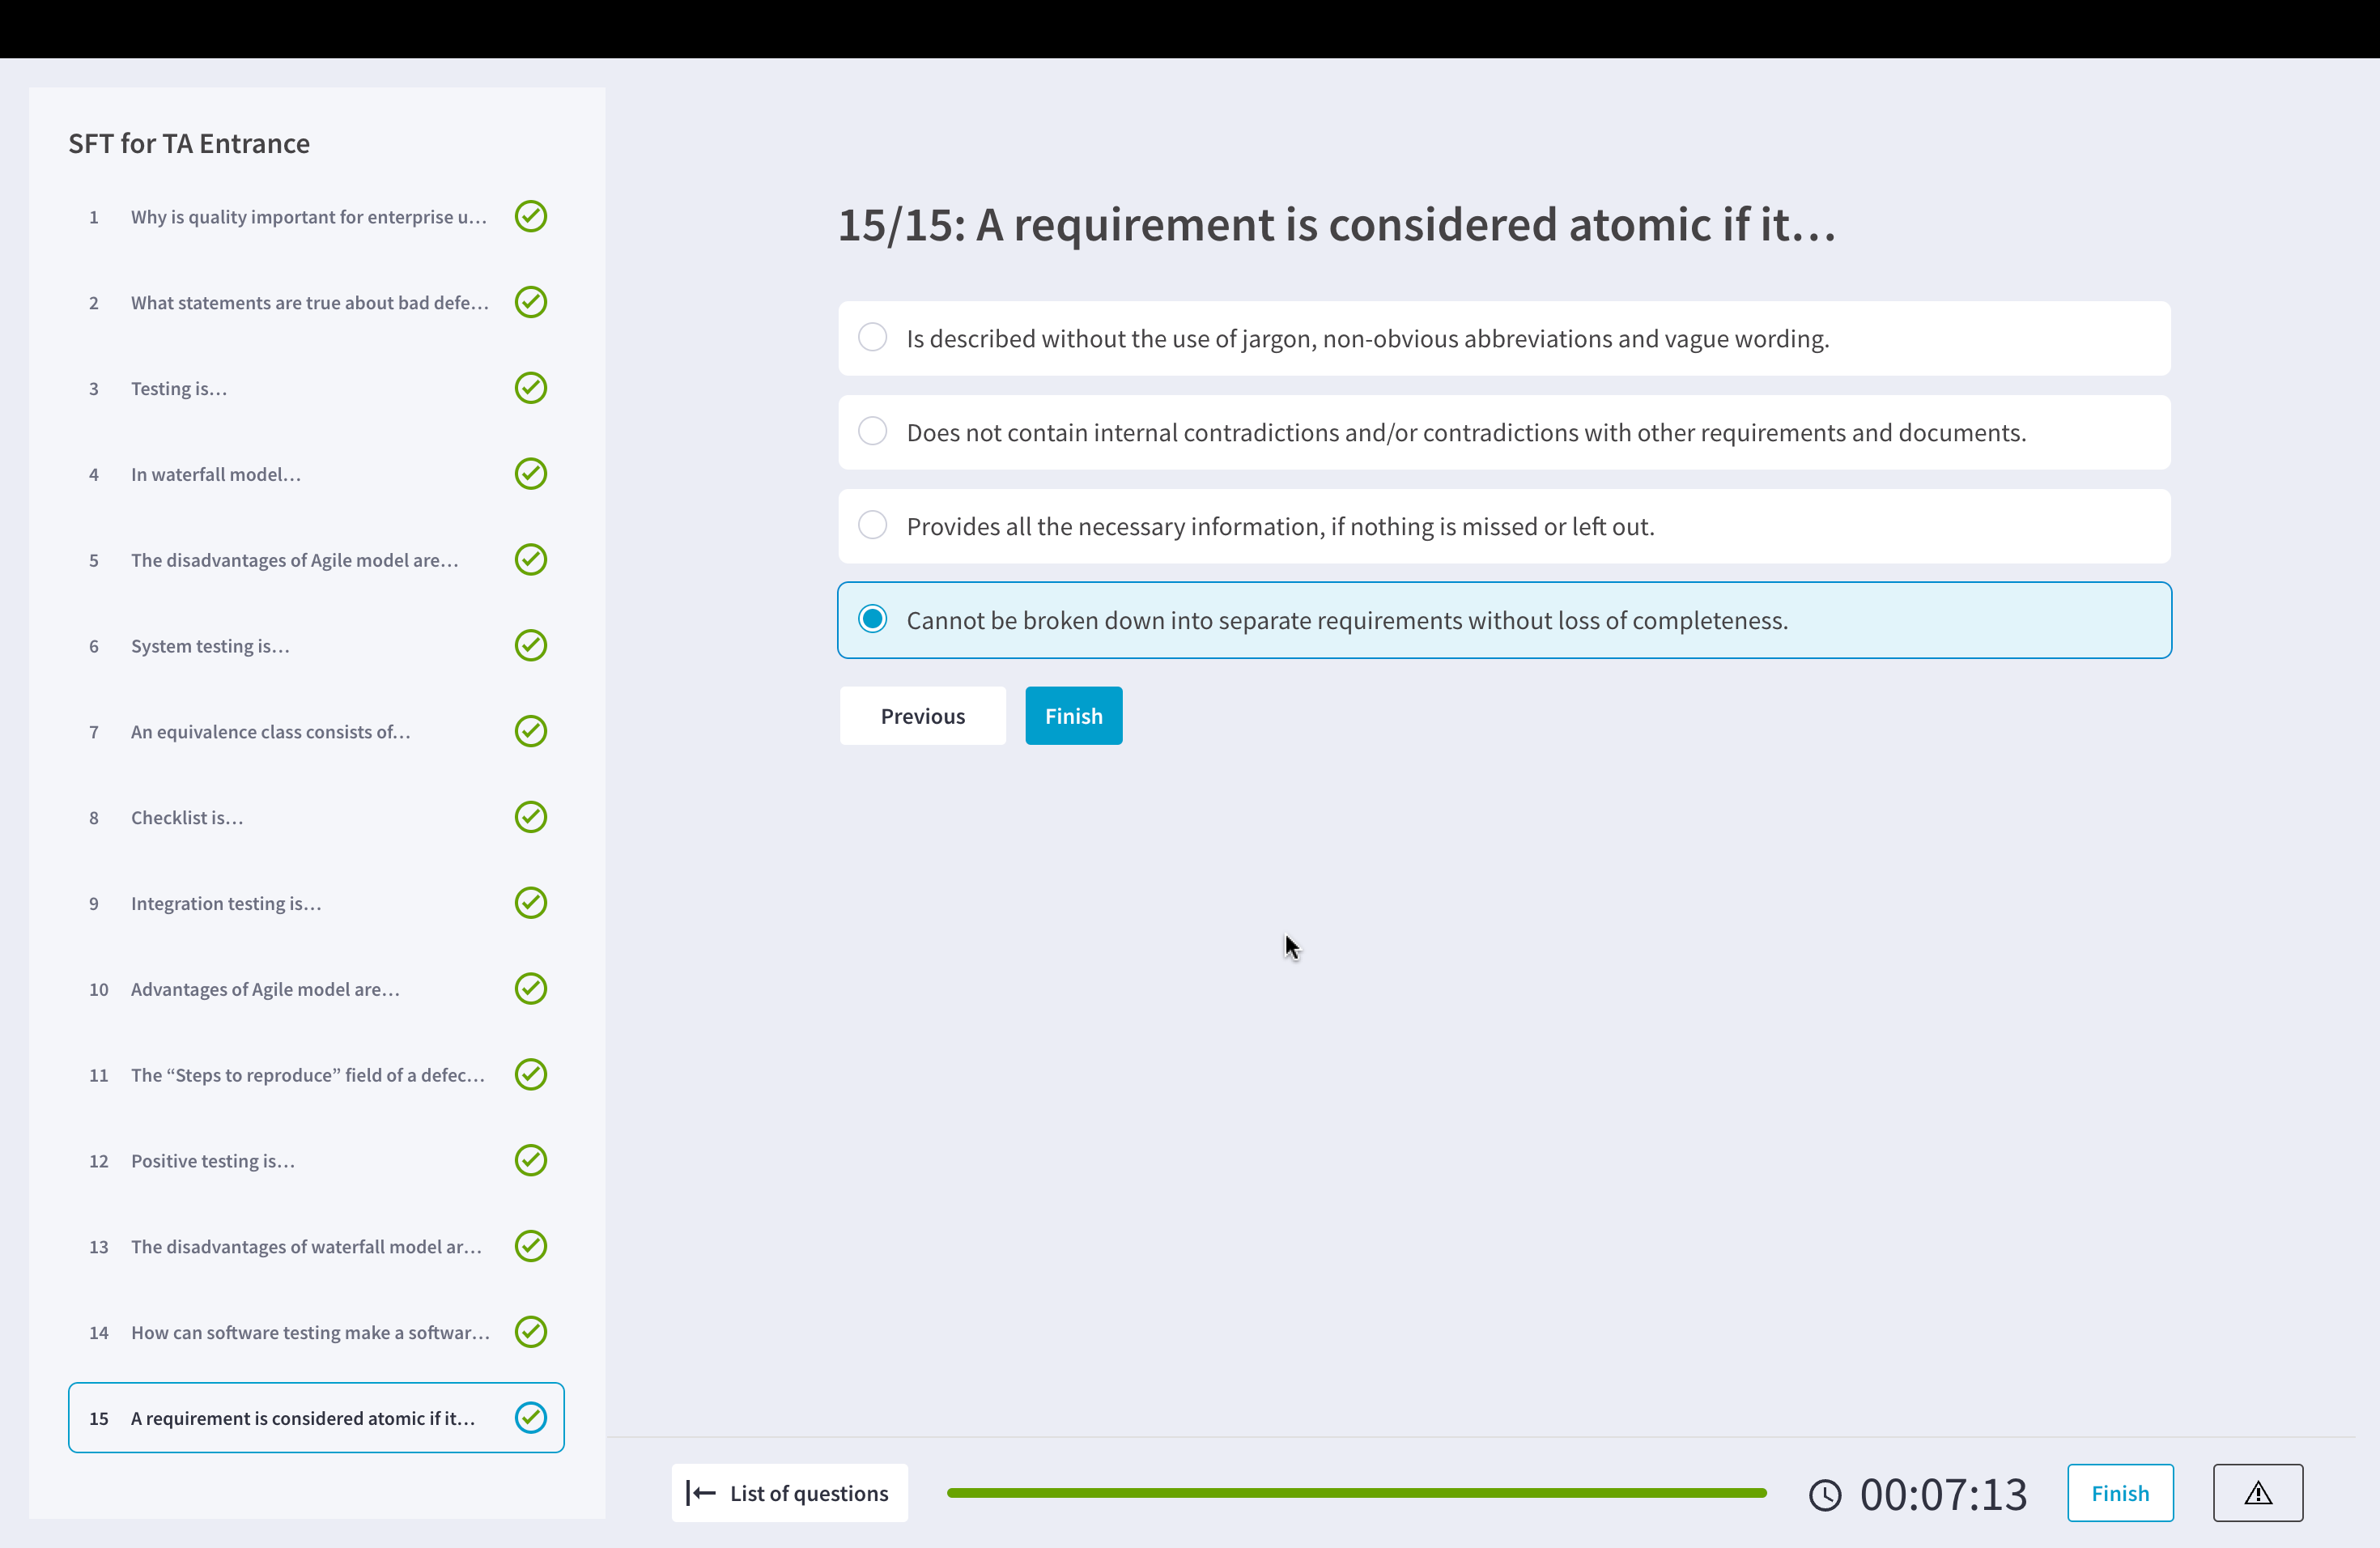 SFT for TA Entrance
1 Why is quality important for enterprise u...
2 What statements are true about bad defe...
3 Testing is...
4 In waterfall model...
5 The disadvantages of Agile model are...
6 System testing is...
7 An equivalence class consists of...
8 Checklist is...
9 Integration testing is...
10 Advantages of Agile model are...
11 The “Steps to reproduce” field of a defec...
12 Positive testing is...
13 The disadvantages of waterfall model ar...
14 How can software testing make a softwar...
15 A requirement is considered atomic if it...
15/15: A requirement is considered atomic if it...
Is described without the use of jargon, non-obvious abbreviations and vague wording.
Does not contain internal contradictions and/or contradictions with other requirements and documents.
Provides all the necessary information, if nothing is missed or left out.
Cannot be broken down into separate requirements without loss of completeness.
Previous Finish
List of questions 00:07:13 Finish